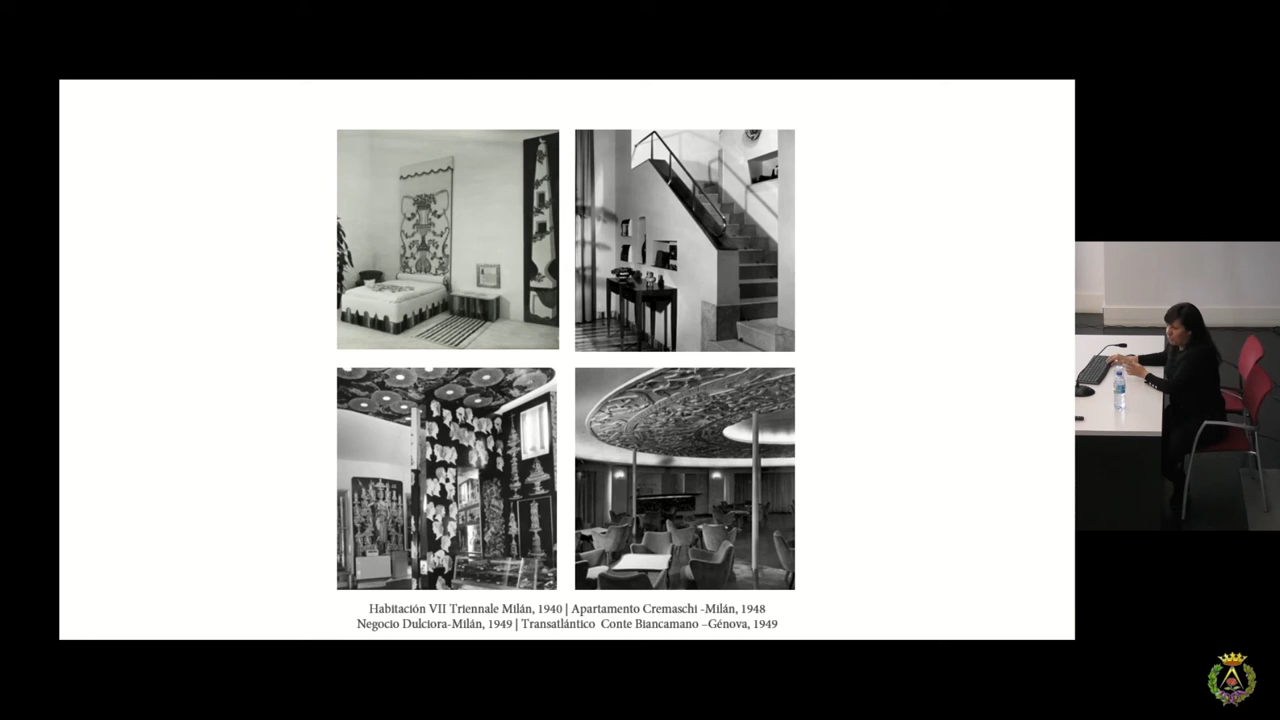 Habitación VII Triennale Milán, 1940 | Apartamento Cremaschi -Milán, 1948
Negocio Dulciora-Milán, 1949 | Transatlántico Conte Biancamano –Génova, 1949